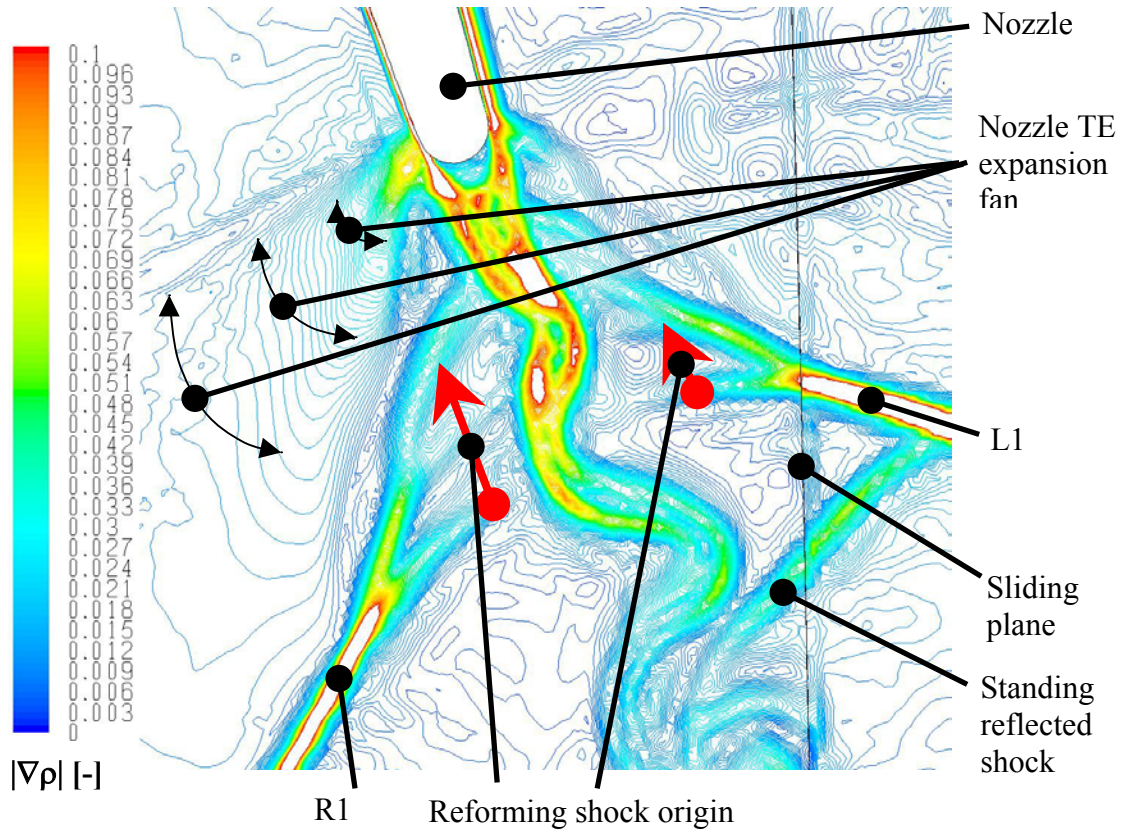 Nozzle
0.1
0.096
0.093
0.09
0.087
0.084
0.081
0.078
0.075
0.072
0.069
0.066
0.063
0.06
0.057
0.054
0.051
0.048
0.045
0.042
0.039
0.036
0.033
0.03
0.027
0.024
0.021
0.018
0.015
0.012
0.009
0.006
0.003
0
|∇ρ| [-]
Nozzle TE
expansion
fan
L1
Sliding
plane
Standing
reflected
shock
R1
Reforming shock origin